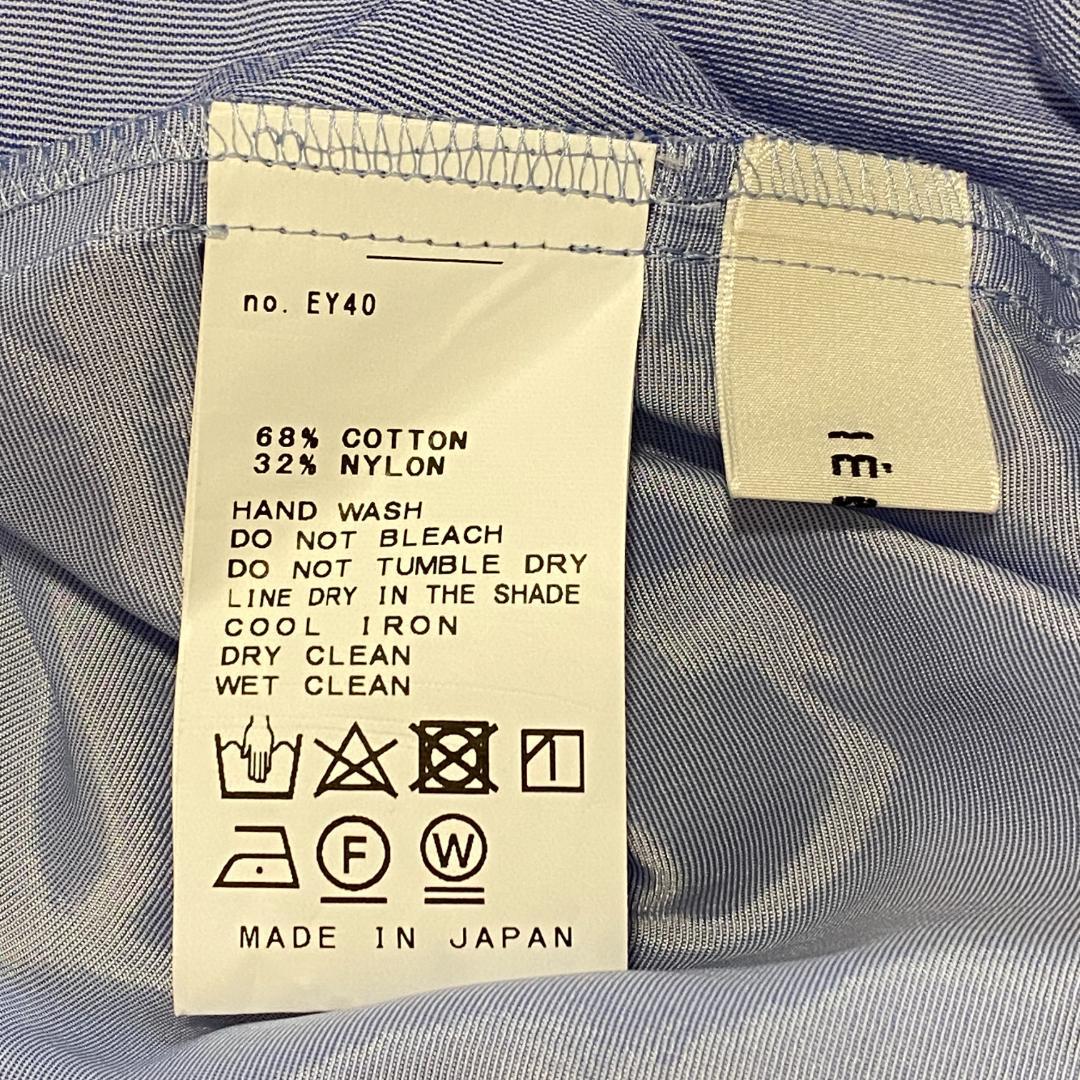 no. EY40
68% COTTON
32% NYLON
HAND WASH
DO NOT BLEACH
DO NOT TUMBLE DRY
LINE DRY IN THE SHADE
COOL IRON
DRY CLEAN
WET CLEAN
F W
MADE IN JAPAN